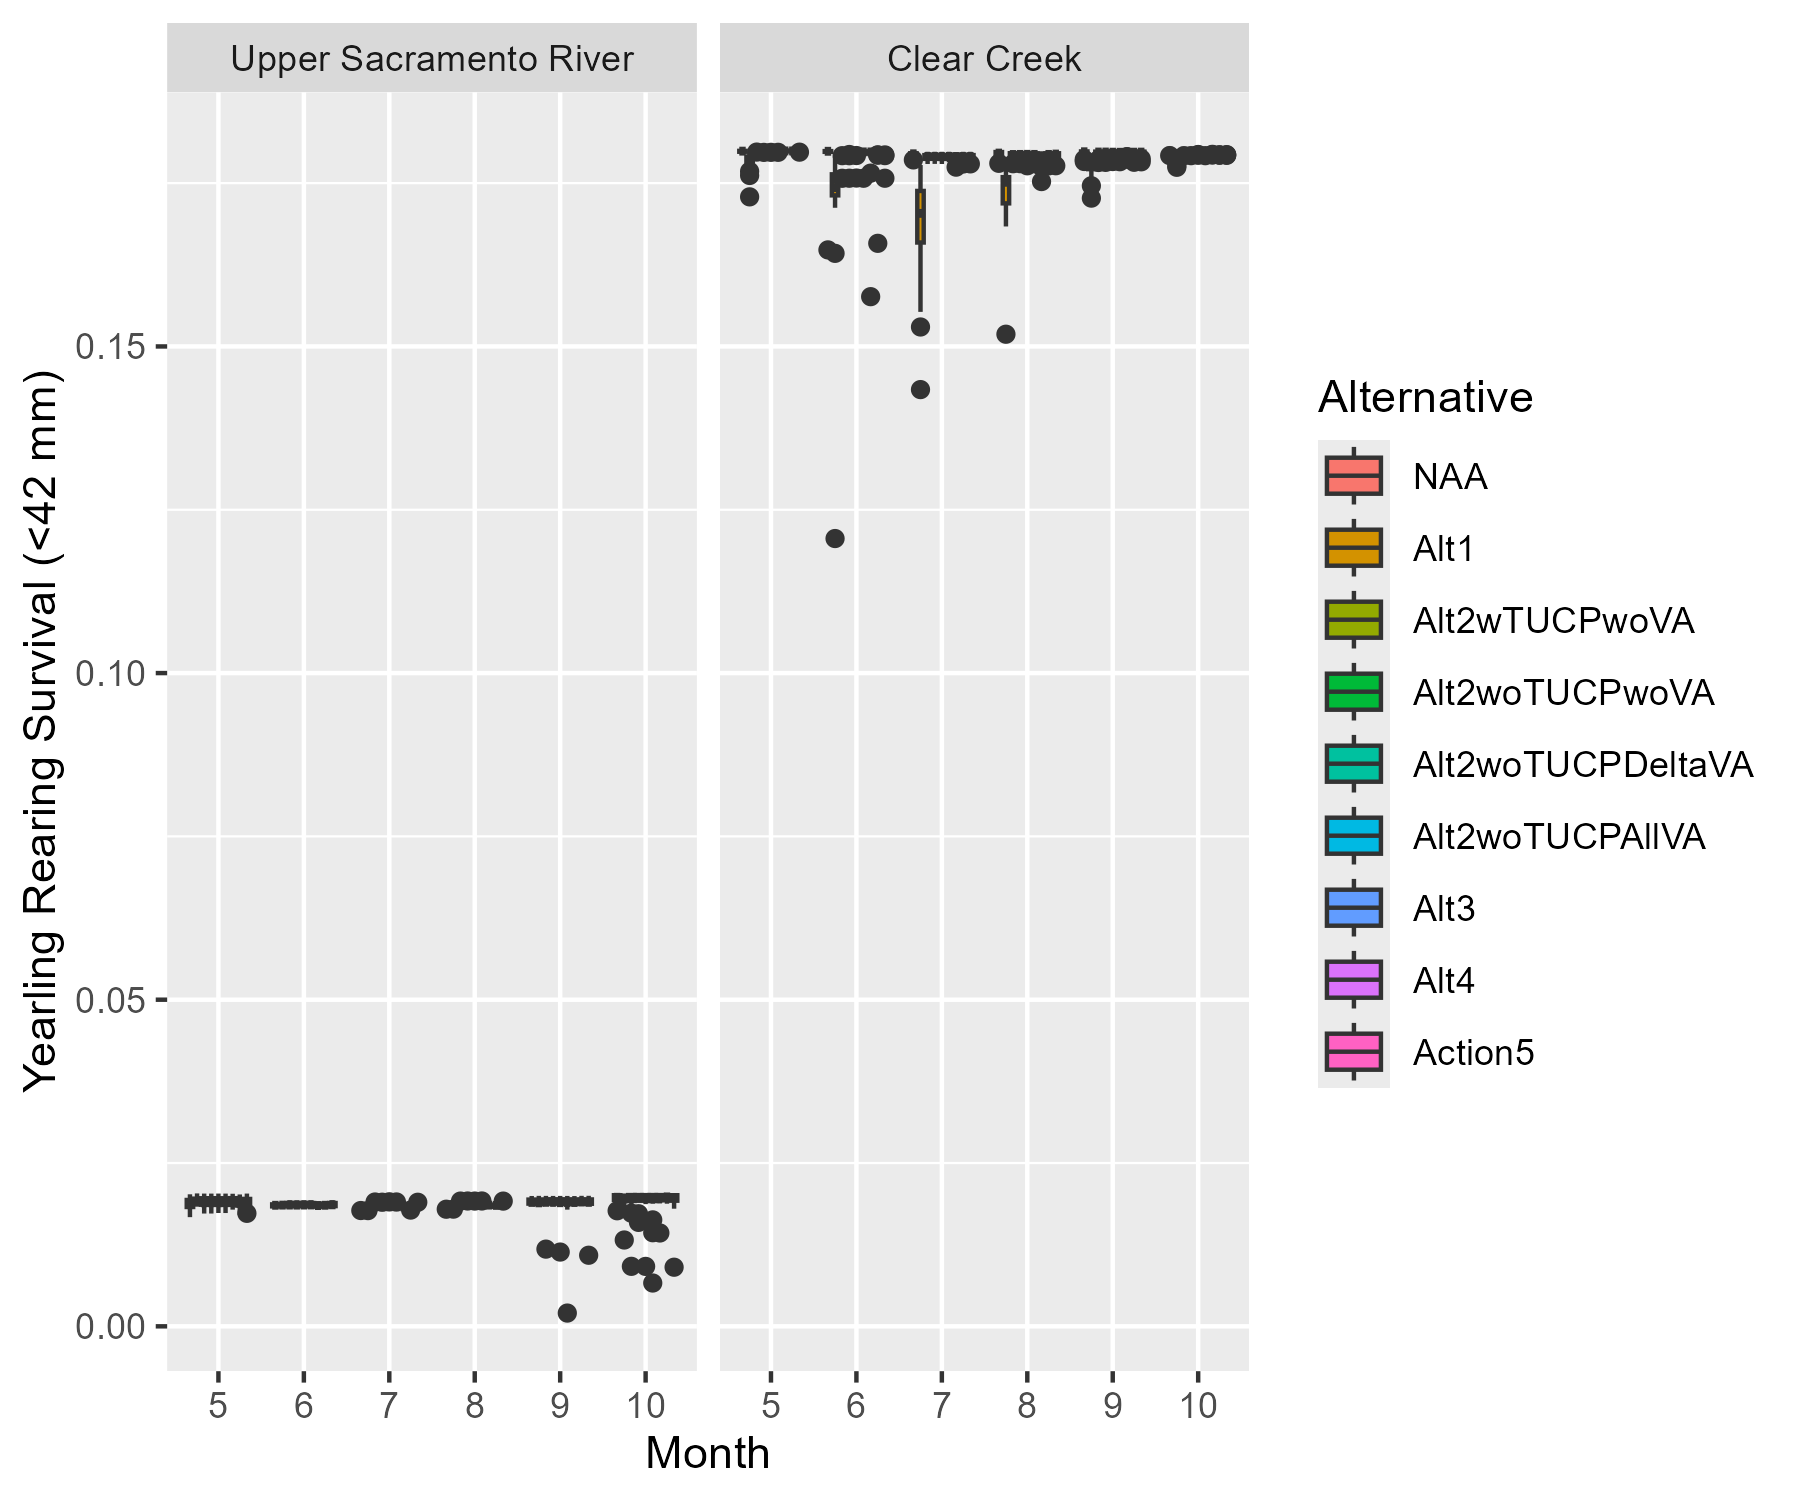 Upper Sacramento River
Clear Creek
Yearling Rearing Survival (<42 mm)
0.15
0.10
0.05
0.00
5 6 7 8 9 10
5 6 7 8 9 10
Month
Alternative
NAA
Alt1
Alt2wTUCPwoVA
Alt2woTUCPwoVA
Alt2woTUCPDeltaVA
Alt2woTUCPAllVA
Alt3
Alt4
Action5